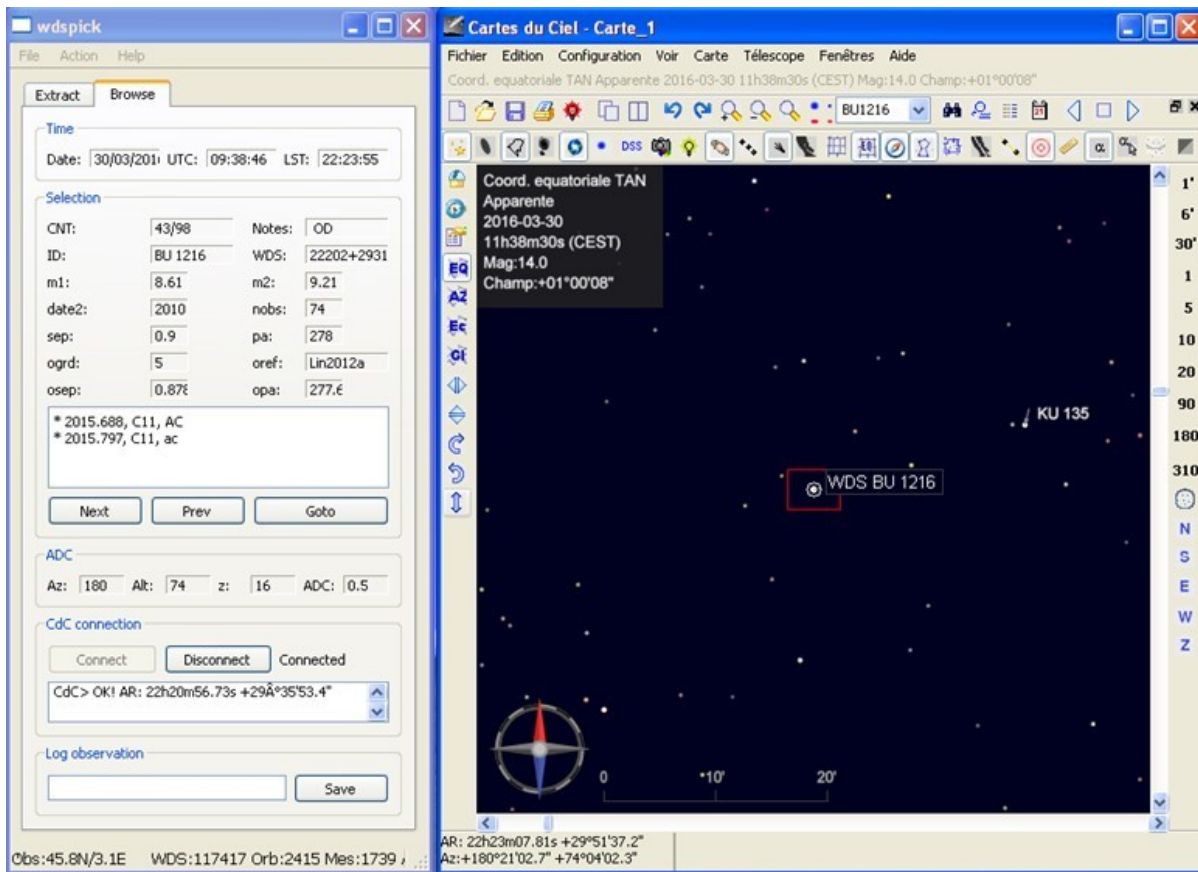 wdspick
File Action Help
Extract Browse
Time
Date: 30/03/201 UTC: 09:38:46 LST: 22:23:55
Selection
CNT: 43/98 Notes: OD
ID: BU 1216 WDS: 22202+2931
m1: 8.61 m2: 9.21
date2: 2010 nobs: 74
sep: 0.9 pa: 278
ogrd: 5 oref: Lin2012a
osep: 0.878 opa: 277.6
* 2015.688, C11, AC
* 2015.797, C11, ac
Next Prev Goto
ADC
Az: 180 Alt: 74 z: 16 ADC: 0.5
CdC connection
Connect Disconnect Connected
CdC> OK! AR: 22h20m56.73s +29Â°35'53.4"
Log observation
Save
Obs:45.8N/3.1E WDS:117417 Orb:2415 Mes:1739
Cartes du Ciel - Carte_1
Fichier Edition Configuration Voir Carte Télescope Fenêtres Aide
Coord. equatoriale TAN Apparente 2016-03-30 11h38m30s (CEST) Mag:14.0 Champ:+01°00'08"
BU1216
DSS
α
Coord. equatoriale TAN
Apparente
2016-03-30
11h38m30s (CEST)
Mag:14.0
Champ:+01°00'08"
EQ
AZ
Ec
Gl
KU 135
WDS BU 1216
0 10' 20'
1'
6'
30'
1
5
10
20
90
180
310
N
S
E
W
Z
AR: 22h23m07.81s +29°51'37.2"
Az:+180°21'02.7" +74°04'02.3"